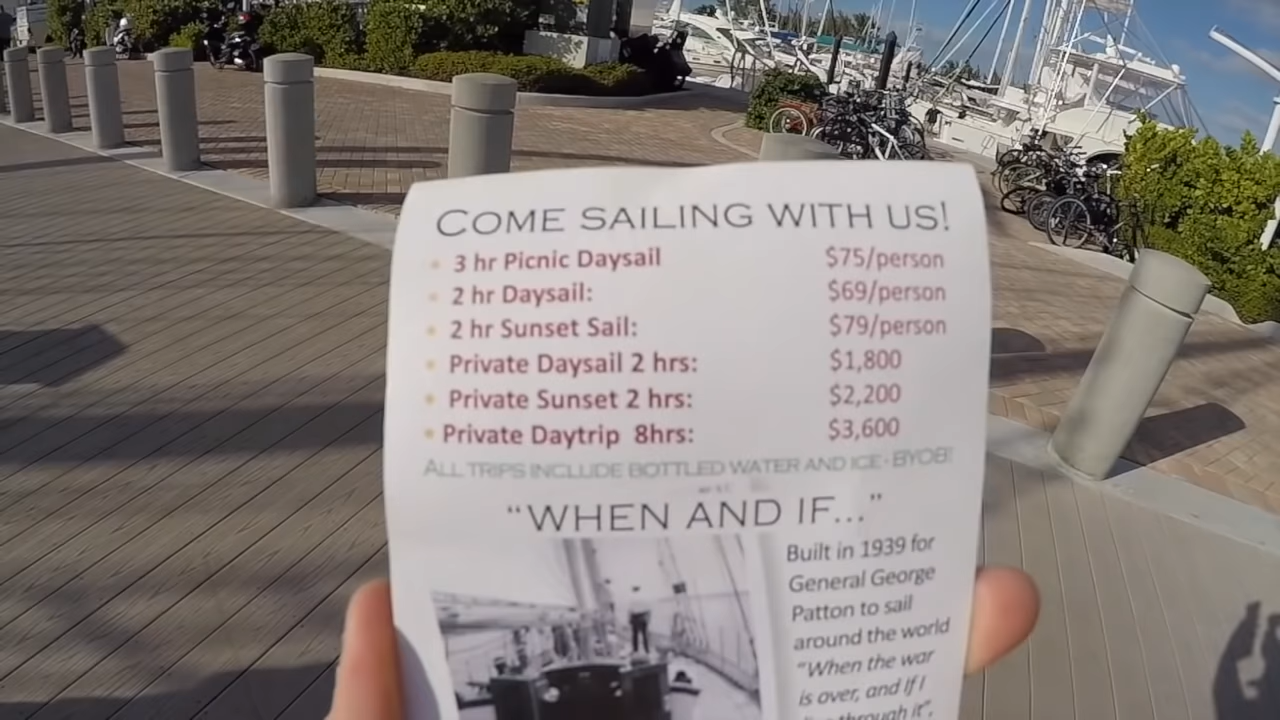 COME SAILING WITH US!
• 3 hr Picnic Daysail $75/person
• 2 hr Daysail: $69/person
• 2 hr Sunset Sail: $79/person
• Private Daysail 2 hrs: $1,800
• Private Sunset 2 hrs: $2,200
• Private Daytrip 8hrs: $3,600
ALL TRIPS INCLUDE BOTTLED WATER AND ICE - BYOB!
"WHEN AND IF..."
Built in 1939 for
General George
Patton to sail
around the world
"When the war
is over, and If I
through it",